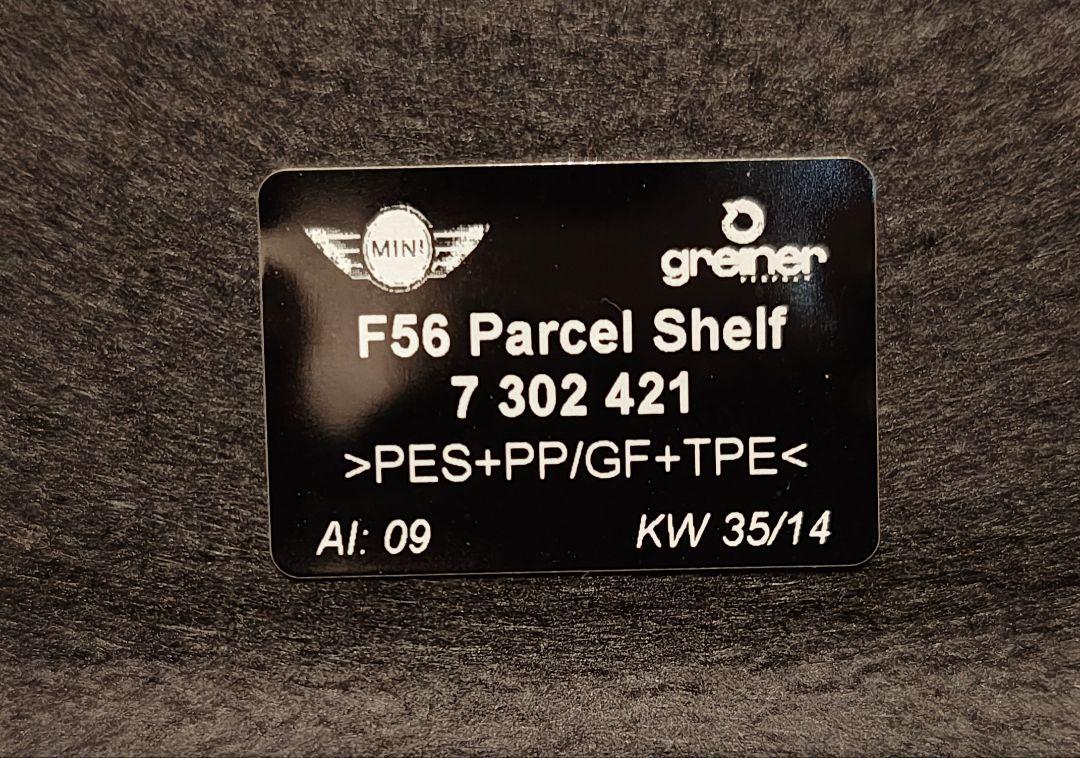 MINI
greiner
F56 Parcel Shelf
7 302 421
>PES+PP/GF+TPE<
AI: 09
KW 35/14